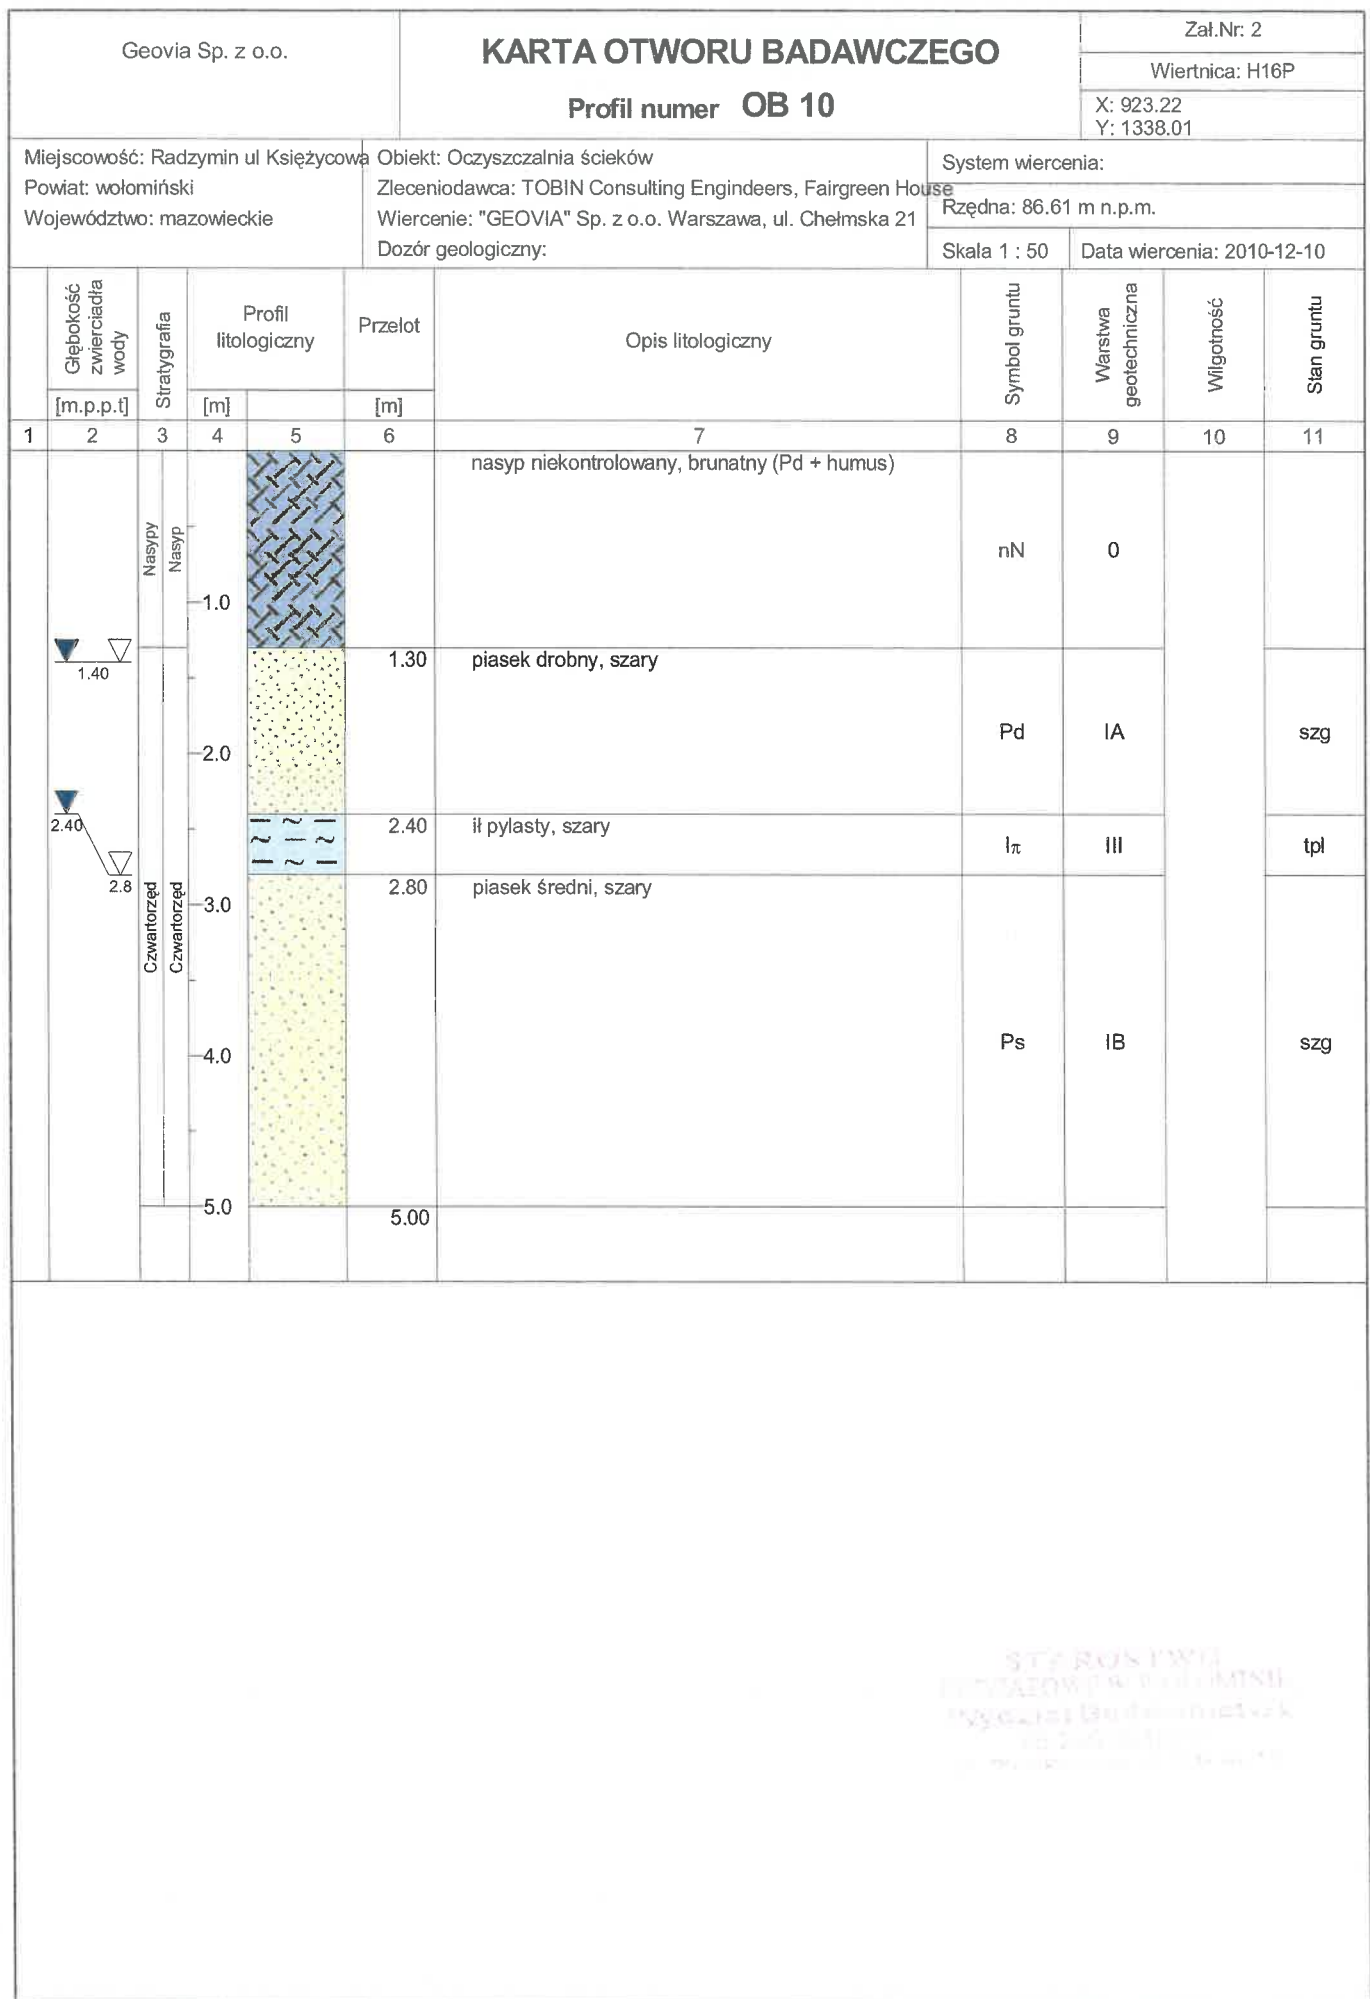 Geovia Sp. z o.o.
KARTA OTWORU BADAWCZEGO
Profil numer OB 10
Zał.Nr: 2
Wiertnica: H16P
X: 923.22
Y: 1338.01
Miejscowość: Radzymin ul Księżycowa
Powiat: wołomiński
Województwo: mazowieckie
Obiekt: Oczyszczalnia ścieków
Zleceniodawca: TOBIN Consulting Engindeers, Fairgreen House
Wiercenie: "GEOVIA" Sp. z o.o. Warszawa, ul. Chełmska 21
Dozór geologiczny:
System wiercenia:
Rzędna: 86.61 m n.p.m.
Skala 1 : 50
Data wiercenia: 2010-12-10
Głębokość
zwierciadła
wody
[m.p.p.t]
Stratygrafia
Profil
litologiczny
[m]
Przelot
[m]
Opis litologiczny
Symbol gruntu
Warstwa
geotechniczna
Wilgotność
Stan gruntu
1 2 3 4 5 6 7 8 9 10 11
nasyp niekontrolowany, brunatny (Pd + humus)
Nasypy
Nasyp
nN 0
1.0
1.40
1.30 piasek drobny, szary
Pd IA szg
2.0
2.40
2.40 ił pylasty, szary
Iπ III tpl
2.8
2.80 piasek średni, szary
Czwartorzęd
Czwartorzęd
3.0
4.0
Ps IB szg
5.0
5.00